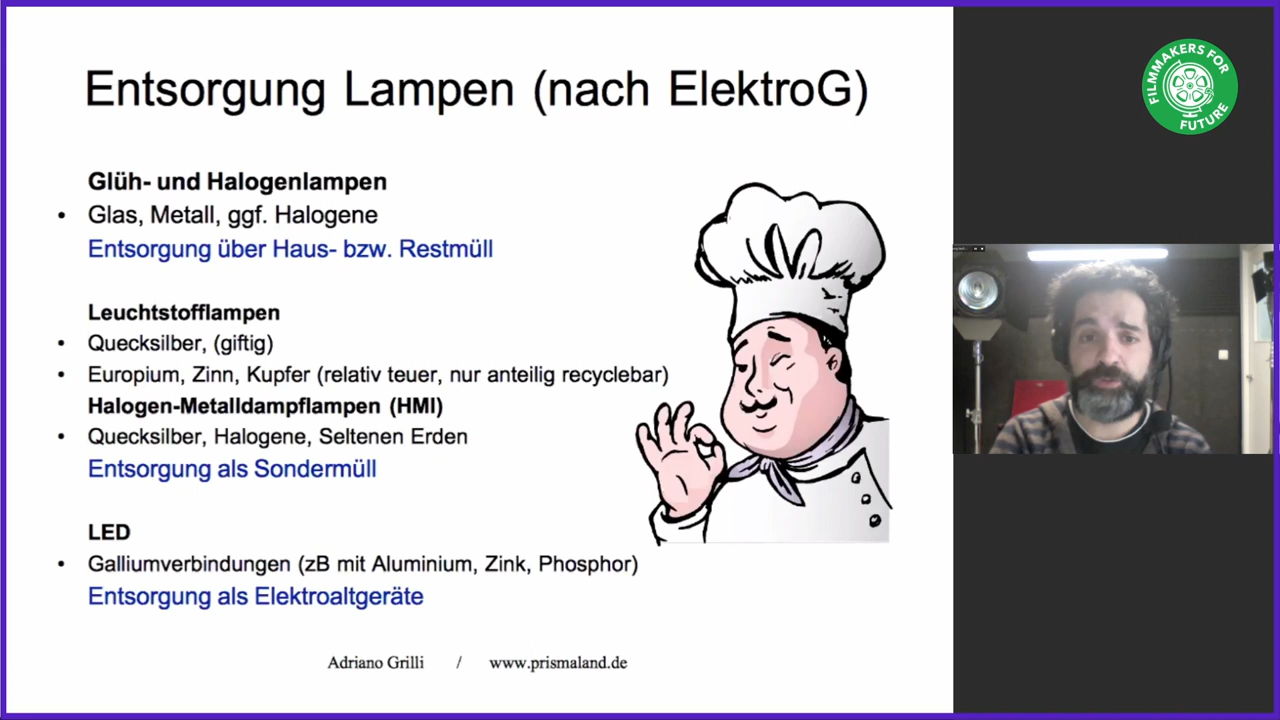 Entsorgung Lampen (nach ElektroG)
Glüh- und Halogenlampen
• Glas, Metall, ggf. Halogene
Entsorgung über Haus- bzw. Restmüll
Leuchtstofflampen
• Quecksilber, (giftig)
• Europium, Zinn, Kupfer (relativ teuer, nur anteilig recyclebar)
Halogen-Metalldampflampen (HMI)
• Quecksilber, Halogene, Seltenen Erden
Entsorgung als Sondermüll
LED
• Galliumverbindungen (zB mit Aluminium, Zink, Phosphor)
Entsorgung als Elektroaltgeräte
Adriano Grilli / www.prismaland.de
FILMMAKERS FOR
FUTURE